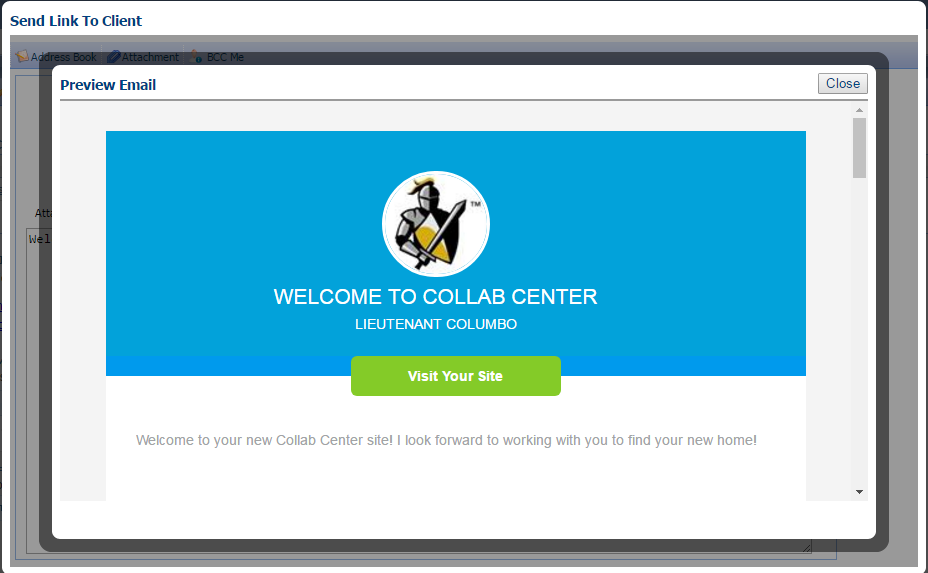 Send Link To Client
Address Book Attachment BCC Me
Preview Email
Close
TM
WELCOME TO COLLAB CENTER
Atta
LIEUTENANT COLUMBO
Wel
Visit Your Site
Welcome to your new Collab Center site! I look forward to working with you to find your new home!